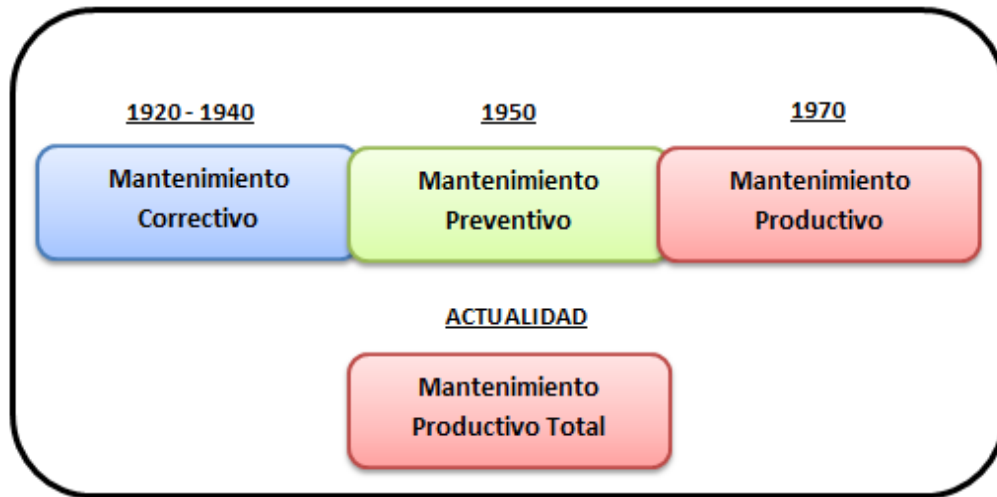 1920 - 1940
Mantenimiento
Correctivo
1950
Mantenimiento
Preventivo
1970
Mantenimiento
Productivo
ACTUALIDAD
Mantenimiento
Productivo Total